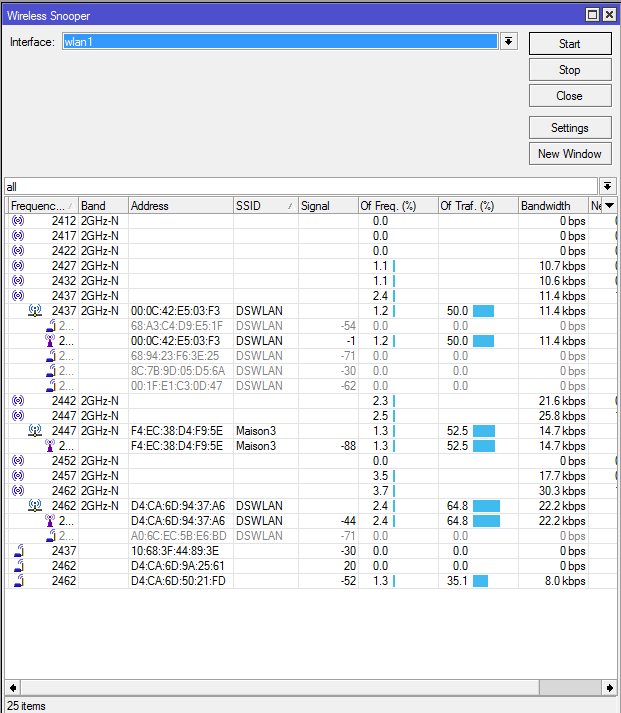 Wireless Snooper
Interface: wlan1
Start
Stop
Close
Settings
New Window
all
Frequenc... Band Address SSID Signal Of Freq. (%) Of Traf. (%) Bandwidth Ne
2412 2GHz-N 0.0 0 bps
2417 2GHz-N 0.0 0 bps
2422 2GHz-N 0.0 0 bps
2427 2GHz-N 1.1 10.7 kbps
2432 2GHz-N 1.1 10.6 kbps
2437 2GHz-N 2.4 11.4 kbps
2437 2GHz-N 00:0C:42:E5:03:F3 DSWLAN 1.2 50.0 11.4 kbps
2... 68:A3:C4:D9:E5:1F DSWLAN -54 0.0 0.0 0 bps
2... 00:0C:42:E5:03:F3 DSWLAN -1 1.2 50.0 11.4 kbps
2... 68:94:23:F6:3E:25 DSWLAN -71 0.0 0.0 0 bps
2... 8C:7B:9D:05:D5:6A DSWLAN -30 0.0 0.0 0 bps
2... 00:1F:E1:C3:0D:47 DSWLAN -62 0.0 0.0 0 bps
2442 2GHz-N 2.3 21.6 kbps
2447 2GHz-N 2.5 25.8 kbps
2447 2GHz-N F4:EC:38:D4:F9:5E Maison3 1.3 52.5 14.7 kbps
2... F4:EC:38:D4:F9:5E Maison3 -88 1.3 52.5 14.7 kbps
2452 2GHz-N 0.0 0 bps
2457 2GHz-N 3.5 17.7 kbps
2462 2GHz-N 3.7 30.3 kbps
2462 2GHz-N D4:CA:6D:94:37:A6 DSWLAN 2.4 64.8 22.2 kbps
2... D4:CA:6D:94:37:A6 DSWLAN -44 2.4 64.8 22.2 kbps
2... A0:6C:EC:5B:E6:BD DSWLAN -71 0.0 0.0 0 bps
2437 10:68:3F:44:89:3E -30 0.0 0.0 0 bps
2462 D4:CA:6D:9A:25:61 20 0.0 0.0 0 bps
2462 D4:CA:6D:50:21:FD -52 1.3 35.1 8.0 kbps
25 items